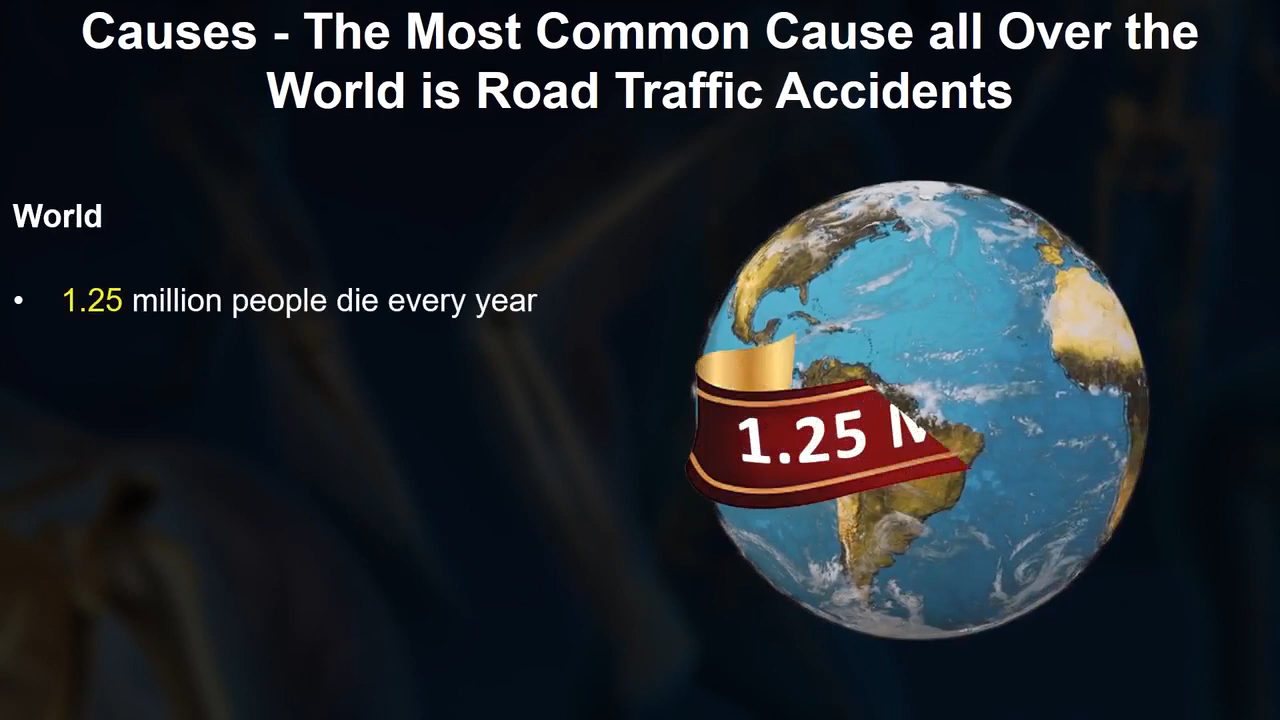 Causes - The Most Common Cause all Over the
World is Road Traffic Accidents
World
• 1.25 million people die every year
1.25